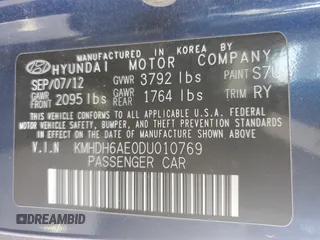 MANUFACTURED IN KOREA BY
HYUNDAI MOTOR COMPANY
SEP/07/12 GVWR 3792 lbs PAINT S7U
GAWR 2095 lbs GAWR 1764 lbs TRIM RY
THIS VEHICLE CONFORMS TO ALL APPLICABLE
U.S. FEDERAL MOTOR VEHICLE
SAFETY, BUMPER, AND THEFT PREVENTION
STANDARDS IN EFFECT ON THE DATE OF
MANUFACTURE SHOWN ABOVE.
V.I.N KMHDH6AE0DU010769
PASSENGER CAR
DREAMBID